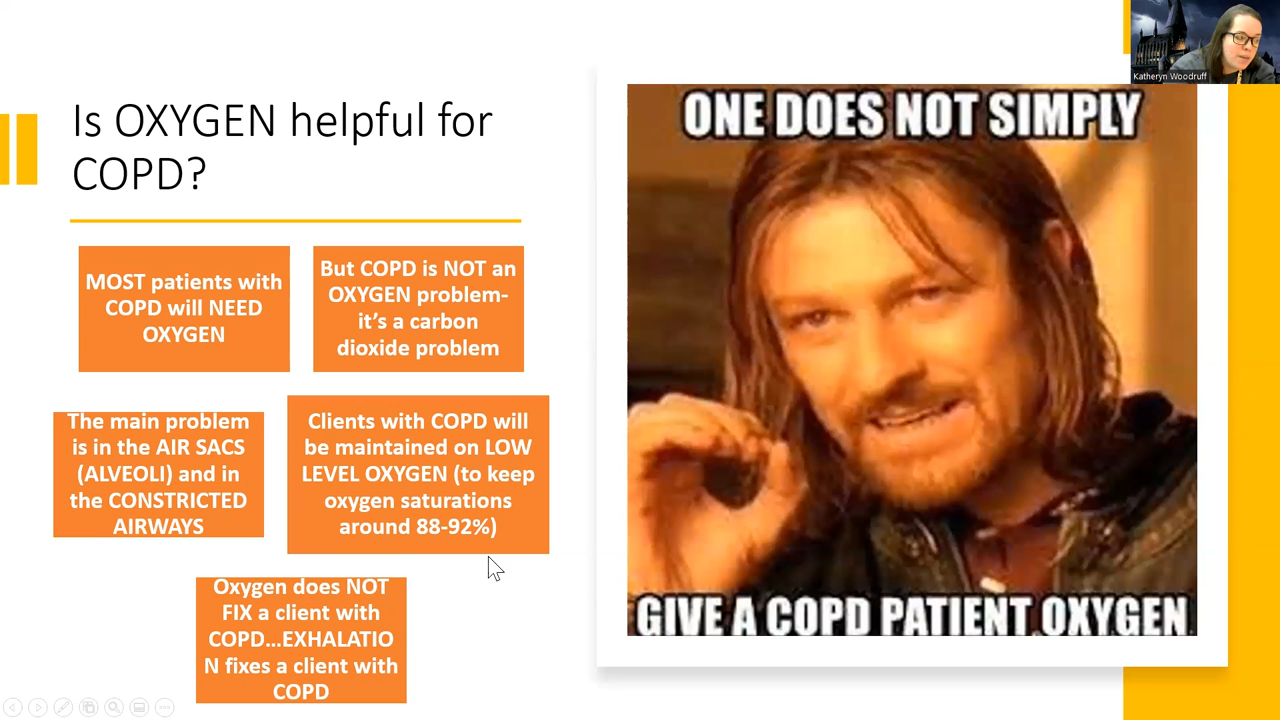 Katheryn Woodruff
Is OXYGEN helpful for
COPD?
MOST patients with
COPD will NEED
OXYGEN
But COPD is NOT an
OXYGEN problem-
it's a carbon
dioxide problem
The main problem
is in the AIR SACS
(ALVEOLI) and in
the CONSTRICTED
AIRWAYS
Clients with COPD will
be maintained on LOW
LEVEL OXYGEN (to keep
oxygen saturations
around 88-92%)
Oxygen does NOT
FIX a client with
COPD...EXHALATIO
N fixes a client with
COPD
ONE DOES NOT SIMPLY
GIVE A COPD PATIENT OXYGEN